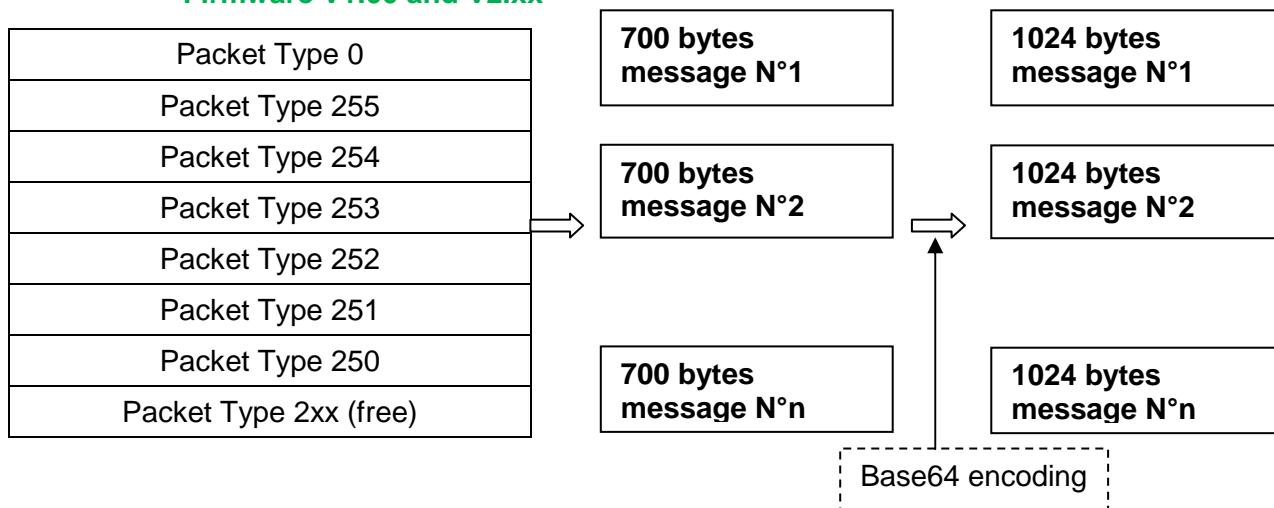 Packet Type 0
Packet Type 255
Packet Type 254
Packet Type 253
Packet Type 252
Packet Type 251
Packet Type 250
Packet Type 2xx (free)
700 bytes
message N°1
700 bytes
message N°2
700 bytes
message N°n
1024 bytes
message N°1
1024 bytes
message N°2
1024 bytes
message N°n
Base64 encoding